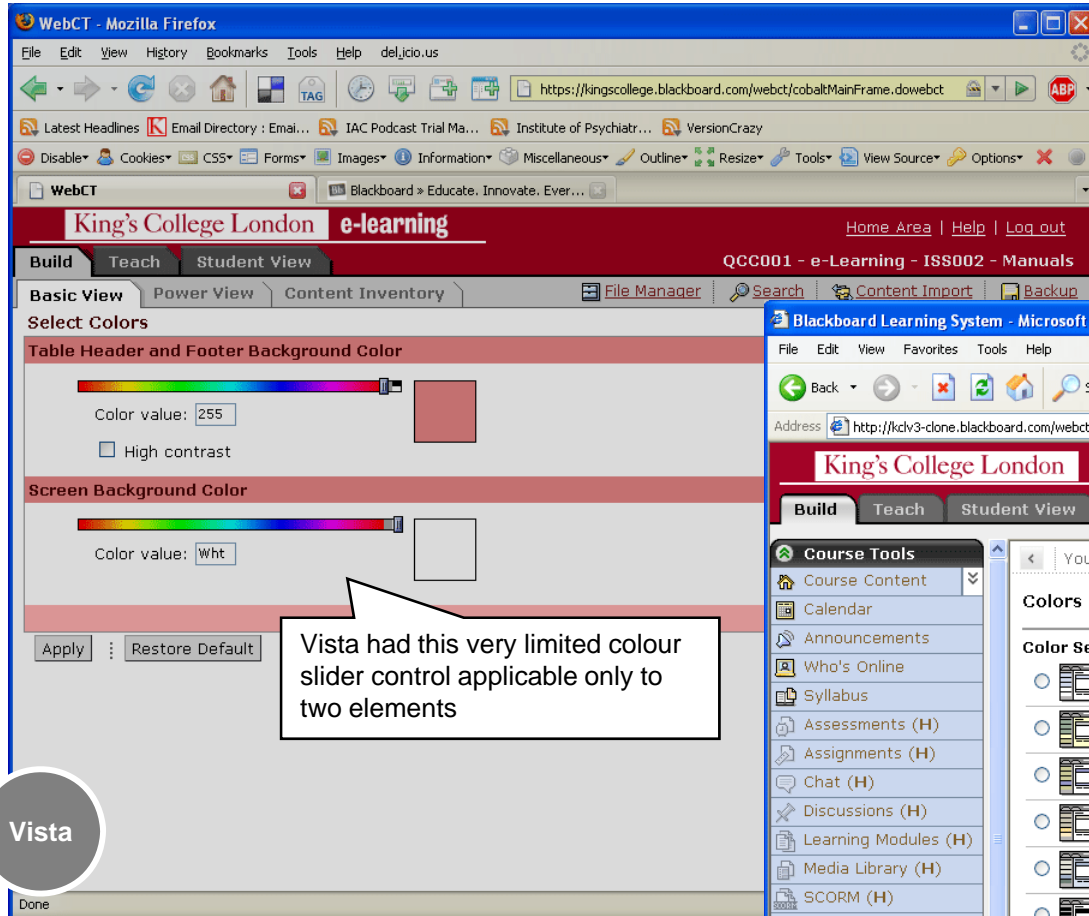 WebCT - Mozilla Firefox
File Edit View History Bookmarks Tools Help del.icio.us
TAG https://kingscollege.blackboard.com/webct/cobaltMainFrame.dowebct ABP
Latest Headlines K Email Directory : Emai... IAC Podcast Trial Ma... Institute of Psychiatr... VersionCrazy
Disable Cookies CSS Forms Images Information Miscellaneous Outline Resize Tools View Source Options
WebCT Bb Blackboard » Educate. Innovate. Ever...
King's College London e-learning
Home Area | Help | Log out
Build Teach Student View QCC001 - e-Learning - ISS002 - Manuals
Basic View Power View Content Inventory File Manager Search Content Import Backup
Select Colors
Table Header and Footer Background Color
Color value: 255
High contrast
Screen Background Color
Color value: Wht
Apply Restore Default
Vista had this very limited colour
slider control applicable only to
two elements
Vista
Done
Blackboard Learning System - Microsoft
File Edit View Favorites Tools Help
Back
Address http://kclv3-clone.blackboard.com/webct
King's College London
Build Teach Student View
Course Tools
Course Content
Calendar
Announcements
Who's Online
Syllabus
Assessments (H)
Assignments (H)
Chat (H)
Discussions (H)
Learning Modules (H)
Media Library (H)
SCORM (H)
You
Colors
Color Se